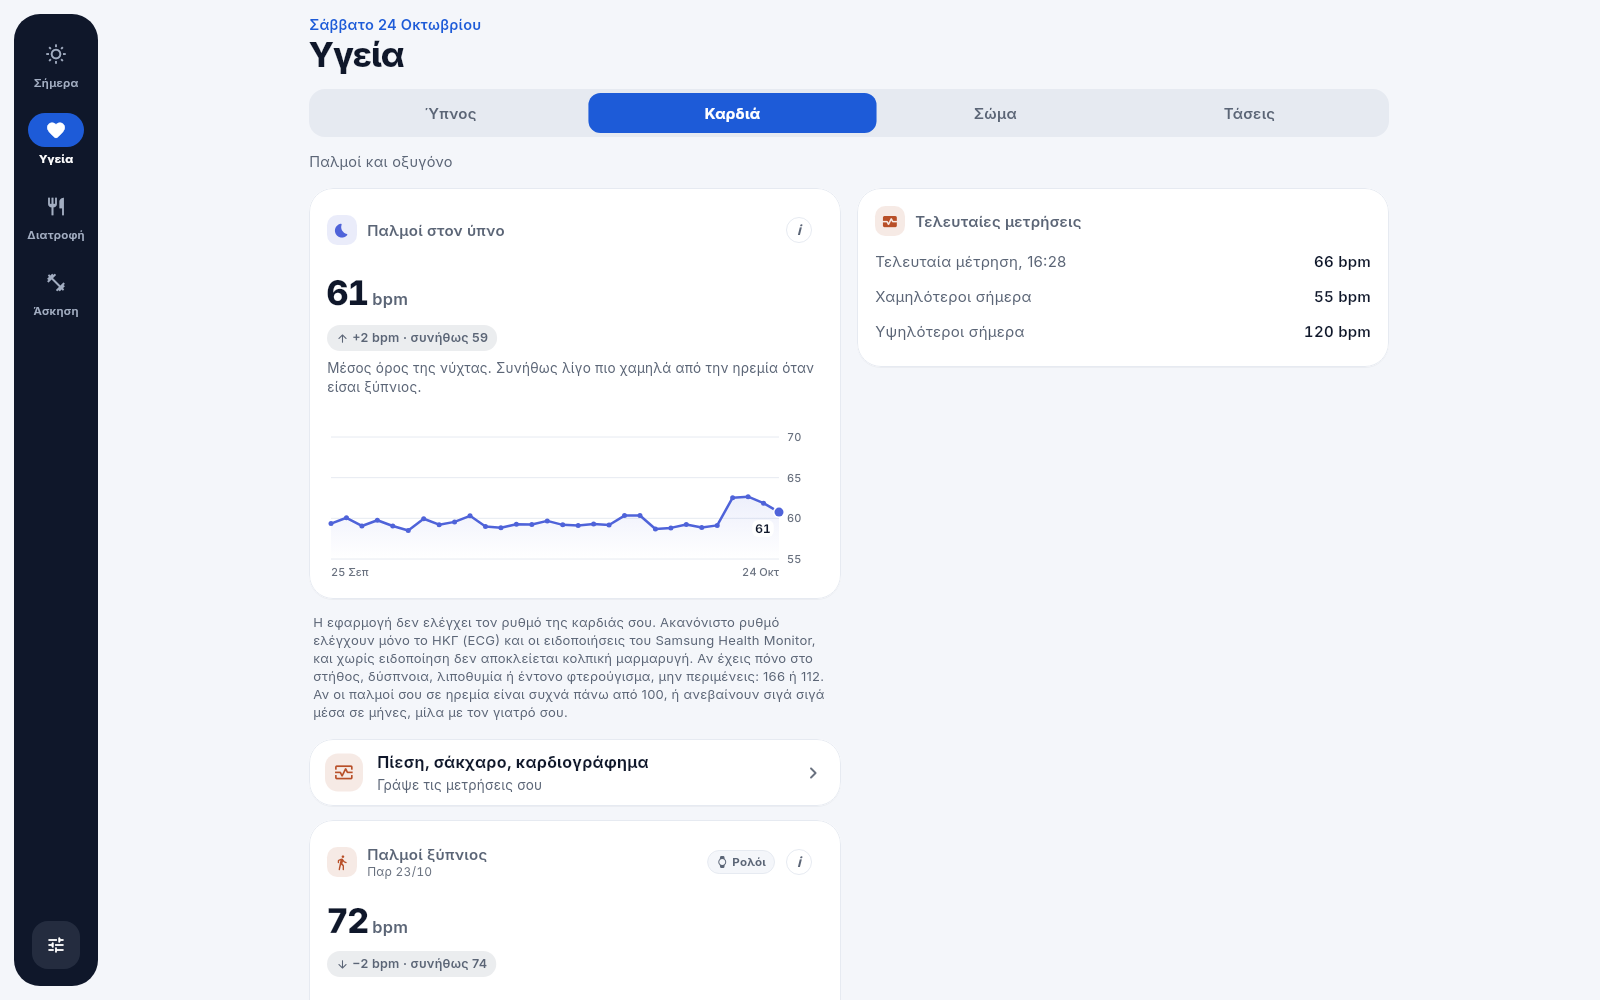 Σήμερα
Υγεία
Διατροφή
Άσκηση
Σάββατο 24 Οκτωβρίου
Υγεία
Ύπνος
Καρδιά
Σώμα
Τάσεις
Παλμοί και οξυγόνο
Παλμοί στον ύπνο
i
61 bpm
↑ +2 bpm · συνήθως 59
Μέσος όρος της νύχτας. Συνήθως λίγο πιο χαμηλά από την ηρεμία όταν
είσαι ξύπνιος.
70
65
60
55
61
25 Σεπ
24 Οκτ
Η εφαρμογή δεν ελέγχει τον ρυθμό της καρδιάς σου. Ακανόνιστο ρυθμό
ελέγχουν μόνο το ΗΚΓ (ECG) και οι ειδοποιήσεις του Samsung Health Monitor,
και χωρίς ειδοποίηση δεν αποκλείεται κολπική μαρμαρυγή. Αν έχεις πόνο στο
στήθος, δύσπνοια, λιποθυμία ή έντονο φτερούγισμα, μην περιμένεις: 166 ή 112.
Αν οι παλμοί σου σε ηρεμία είναι συχνά πάνω από 100, ή ανεβαίνουν σιγά σιγά
μέσα σε μήνες, μίλα με τον γιατρό σου.
Πίεση, σάκχαρο, καρδιογράφημα
Γράψε τις μετρήσεις σου
Παλμοί ξύπνιος
Παρ 23/10
Ρολόι
i
72 bpm
↓ −2 bpm · συνήθως 74
Τελευταίες μετρήσεις
Τελευταία μέτρηση, 16:28
66 bpm
Χαμηλότεροι σήμερα
55 bpm
Υψηλότεροι σήμερα
120 bpm